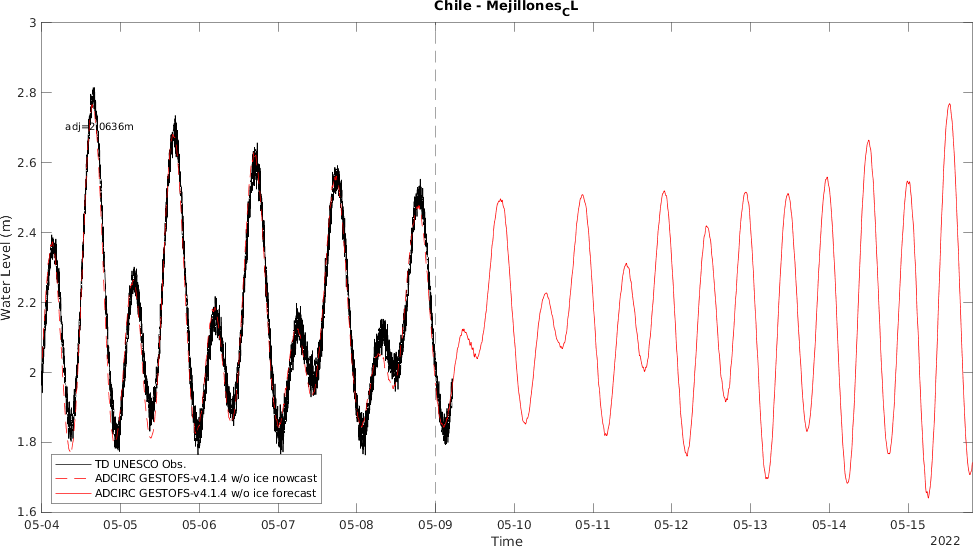 Chile - Mejillones_CL
3
2.8
2.6
2.4
2.2
2
1.8
1.6
Water Level (m)
adj=2.0636m
TD UNESCO Obs.
ADCIRC GESTOFS-v4.1.4 w/o ice nowcast
ADCIRC GESTOFS-v4.1.4 w/o ice forecast
05-04 05-05 05-06 05-07 05-08 05-09 05-10 05-11 05-12 05-13 05-14 05-15
Time
2022